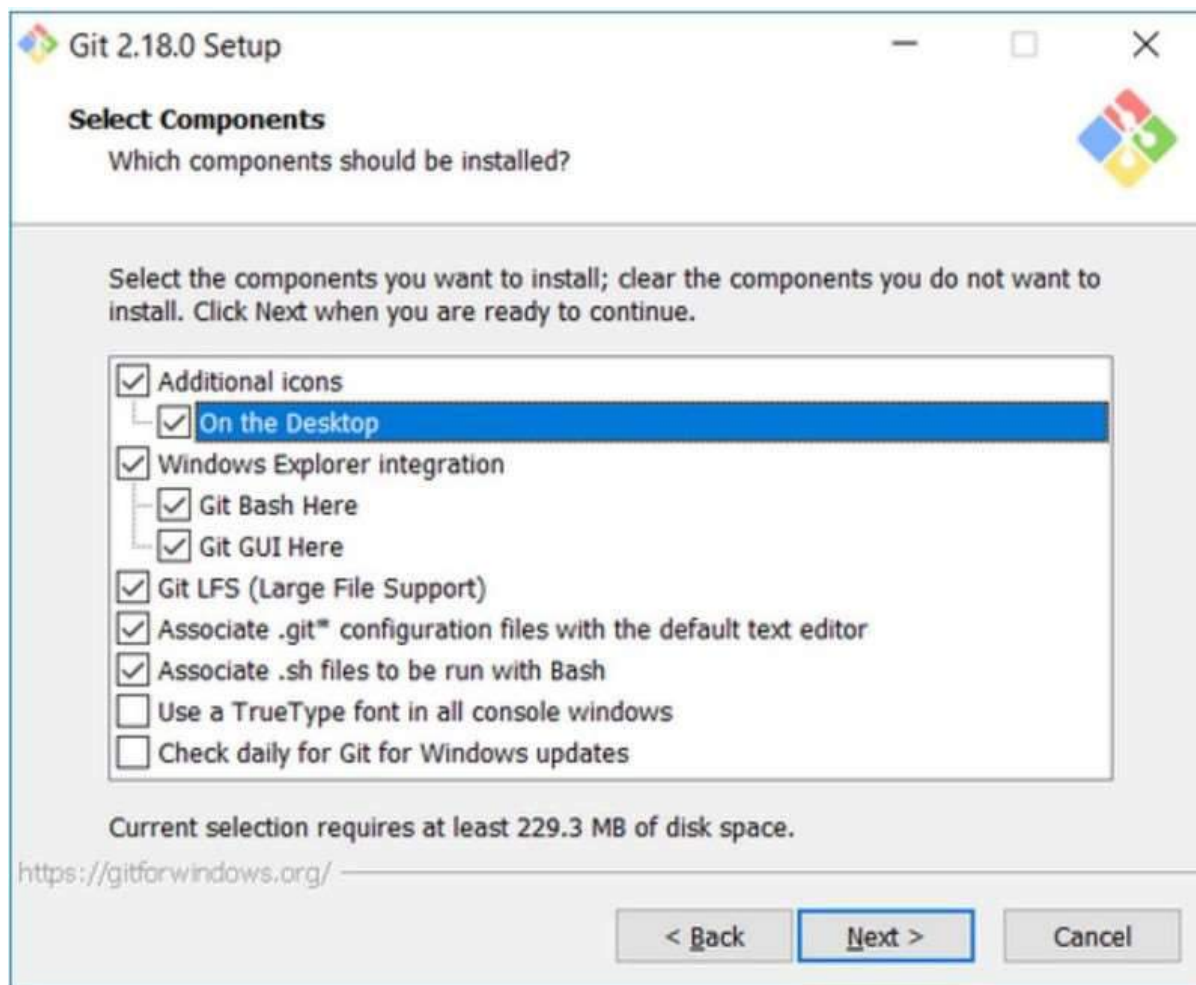 Git 2.18.0 Setup
Select Components
Which components should be installed?
Select the components you want to install; clear the components you do not want to
install. Click Next when you are ready to continue.
Additional icons
On the Desktop
Windows Explorer integration
Git Bash Here
Git GUI Here
Git LFS (Large File Support)
Associate .git* configuration files with the default text editor
Associate .sh files to be run with Bash
Use a TrueType font in all console windows
Check daily for Git for Windows updates
Current selection requires at least 229.3 MB of disk space.
https://gitforwindows.org/
< Back Next > Cancel